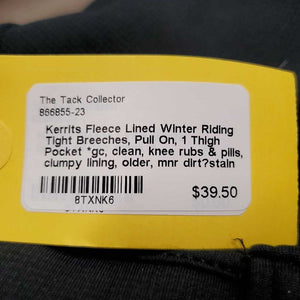 The Tack Collector
866855-23
Kerrits Fleece Lined Winter Riding
Tight Breeches, Pull On, 1 Thigh
Pocket *gc, clean, knee rubs & pills,
clumpy lining, older, mnr dirt?stain
8TXNK6
$39.50